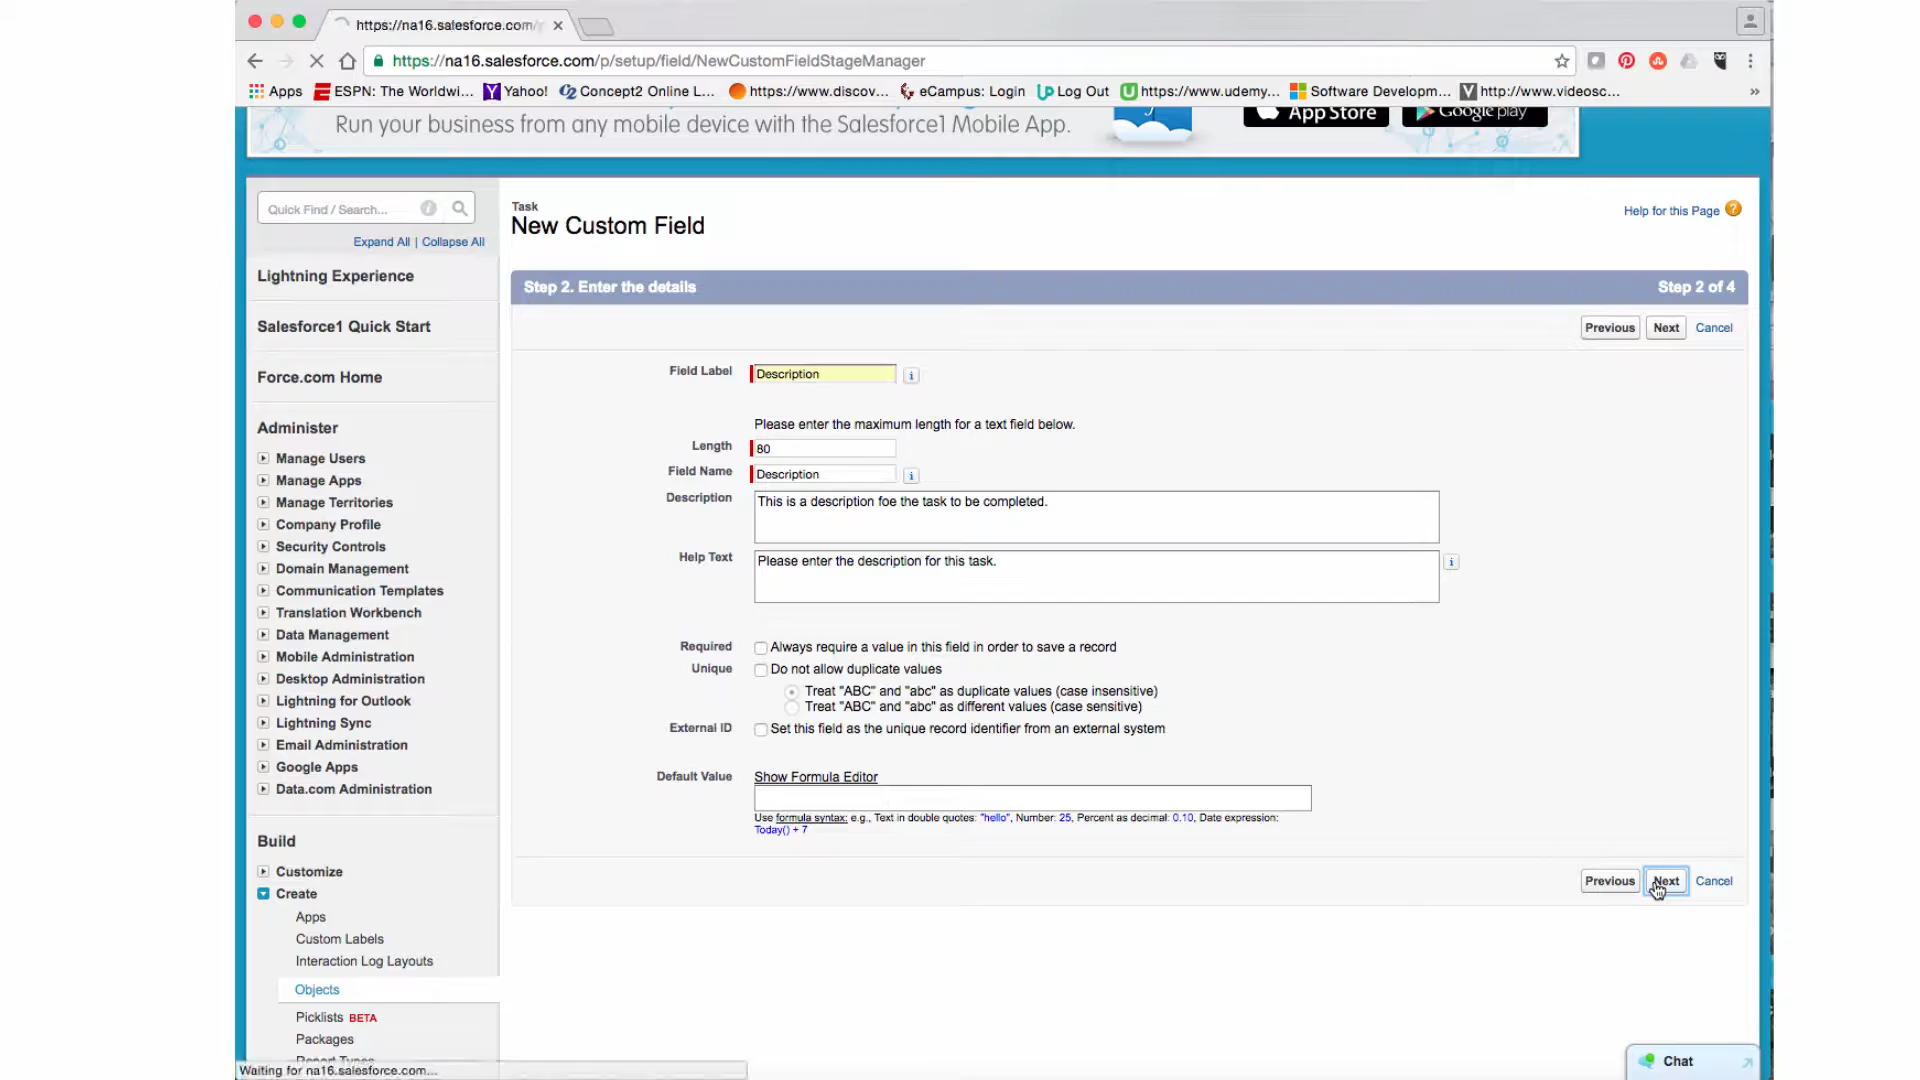 https://na16.salesforce.com/
https://na16.salesforce.com/p/setup/field/NewCustomFieldStageManager
Apps ESPN: The Worldwi... Yahoo! Concept2 Online L... https://www.discov... eCampus: Login Log Out https://www.udemy... Software Developm... http://www.videosc... »
Run your business from any mobile device with the Salesforce1 Mobile App. App Store Google play
Quick Find / Search...
Expand All | Collapse All
Lightning Experience
Salesforce1 Quick Start
Force.com Home
Administer
Manage Users
Manage Apps
Manage Territories
Company Profile
Security Controls
Domain Management
Communication Templates
Translation Workbench
Data Management
Mobile Administration
Desktop Administration
Lightning for Outlook
Lightning Sync
Email Administration
Google Apps
Data.com Administration
Build
Customize
Create
Apps
Custom Labels
Interaction Log Layouts
Objects
Picklists BETA
Packages
Report Types
Waiting for na16.salesforce.com...
Task
New Custom Field
Help for this Page ?
Step 2. Enter the details Step 2 of 4
Previous Next Cancel
Field Label Description
Please enter the maximum length for a text field below.
Length 80
Field Name Description
Description This is a description foe the task to be completed.
Help Text Please enter the description for this task.
Required Always require a value in this field in order to save a record
Unique Do not allow duplicate values
Treat "ABC" and "abc" as duplicate values (case insensitive)
Treat "ABC" and "abc" as different values (case sensitive)
External ID Set this field as the unique record identifier from an external system
Default Value Show Formula Editor
Use formula syntax: e.g., Text in double quotes: "hello", Number: 25, Percent as decimal: 0.10, Date expression:
Today() + 7
Previous Next Cancel
Chat